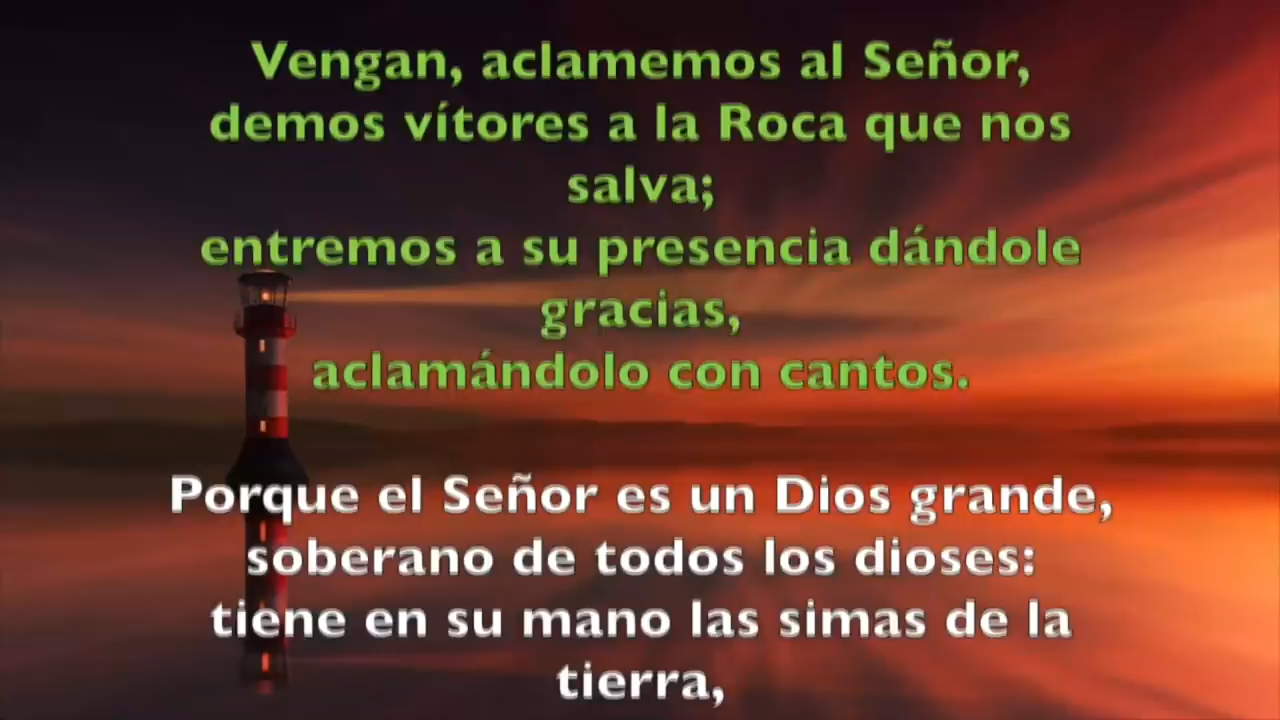 Vengan, aclamemos al Señor,
demos vítores a la Roca que nos
salva;
entremos a su presencia dándole
gracias,
aclamándolo con cantos.
Porque el Señor es un Dios grande,
soberano de todos los dioses:
tiene en su mano las simas de la
tierra,